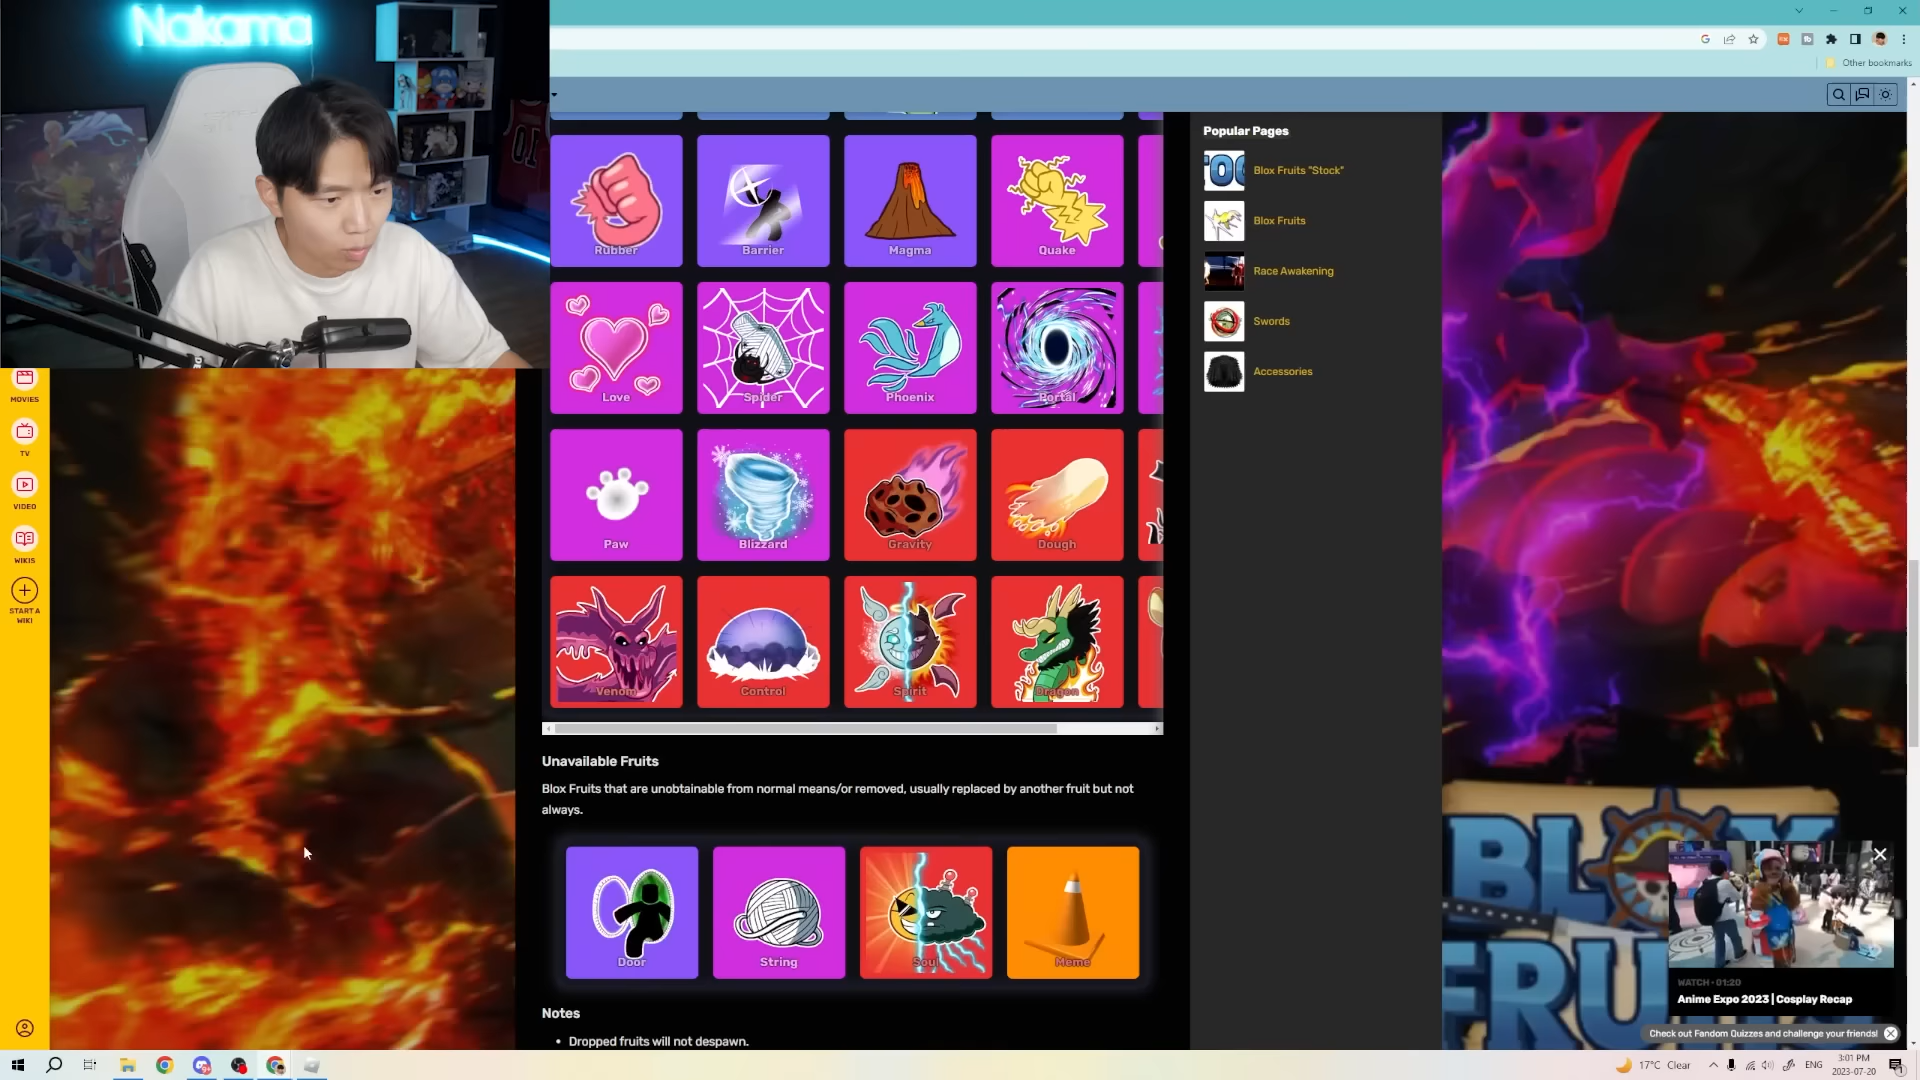 Nakama
Other bookmarks
Rubber
Barrier
Magma
Quake
Love
Spider
Phoenix
Portal
Paw
Blizzard
Gravity
Dough
Venom
Control
Spirit
Dragon
Popular Pages
Blox Fruits "Stock"
Blox Fruits
Race Awakening
Swords
Accessories
MOVIES
TV
VIDEO
WIKIS
START A
WIKI
Unavailable Fruits
Blox Fruits that are unobtainable from normal means/or removed, usually replaced by another fruit but not
always.
Door
String
Soul
Meme
Notes
• Dropped fruits will not despawn.
BLOX
FRU
WATCH • 01:20
Anime Expo 2023 | Cosplay Recap
Check out Fandom Quizzes and challenge your friends!
17°C Clear
ENG
3:01 PM
2023-07-20